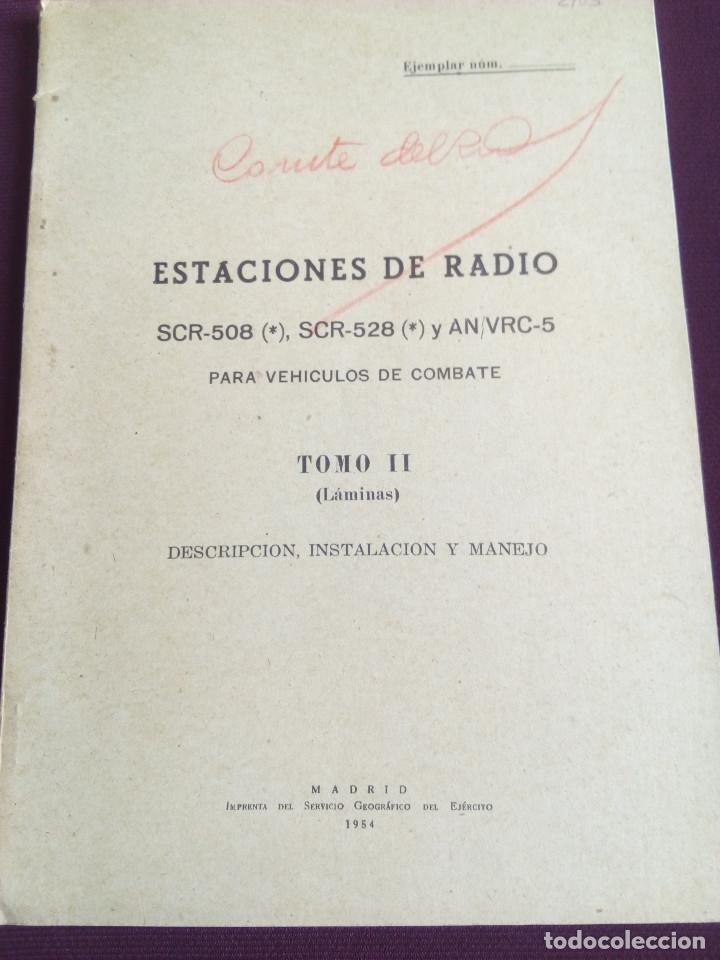 Ejemplar núm.
ESTACIONES DE RADIO
SCR-508 (*), SCR-528 (*) y AN/VRC-5
PARA VEHICULOS DE COMBATE
TOMO II
(Láminas)
DESCRIPCION, INSTALACION Y MANEJO
MADRID
IMPRENTA DEL SERVICIO GEOGRÁFICO DEL EJÉRCITO
1954
todocoleccion